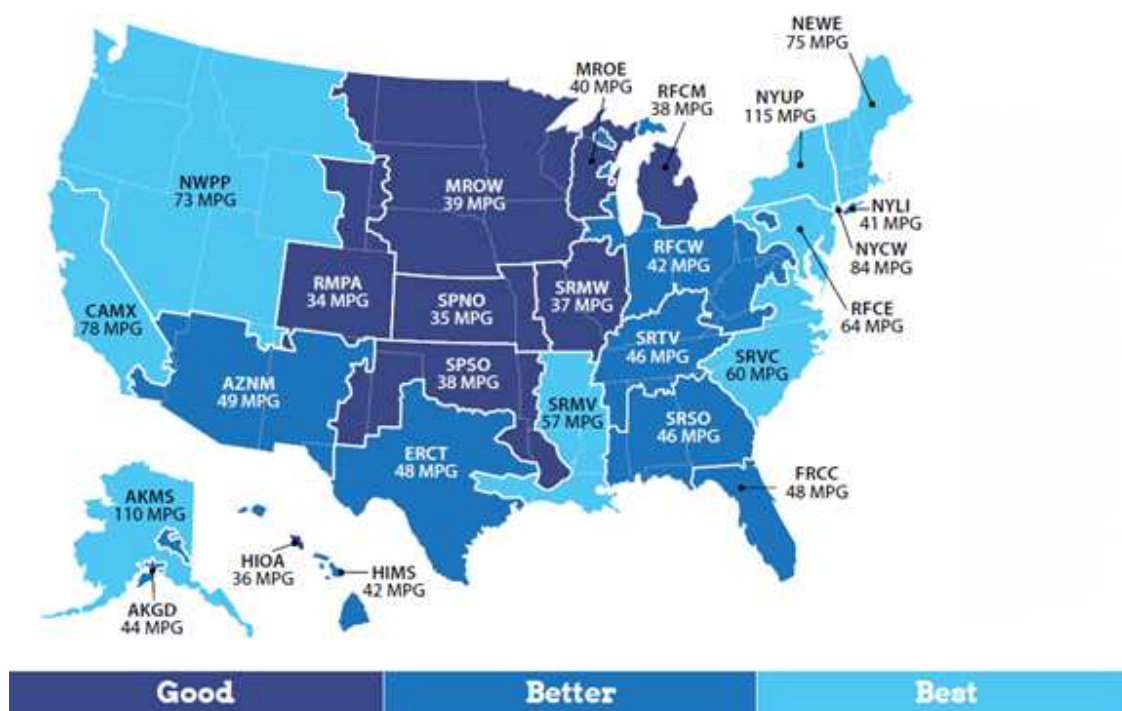 NEWE
75 MPG
MROE
40 MPG
RFCM
38 MPG
NYUP
115 MPG
NWPP
73 MPG
MROW
39 MPG
NYLI
41 MPG
NYCW
84 MPG
RFCE
64 MPG
RFCW
42 MPG
RMPA
34 MPG
SPNO
35 MPG
SRMW
37 MPG
CAMX
78 MPG
SRTV
46 MPG
SRVC
60 MPG
AZNM
49 MPG
SPSO
38 MPG
SRMV
57 MPG
SRSO
46 MPG
ERCT
48 MPG
FRCC
48 MPG
AKMS
110 MPG
HIOA
36 MPG
HIMS
42 MPG
AKGD
44 MPG
Good
Better
Best